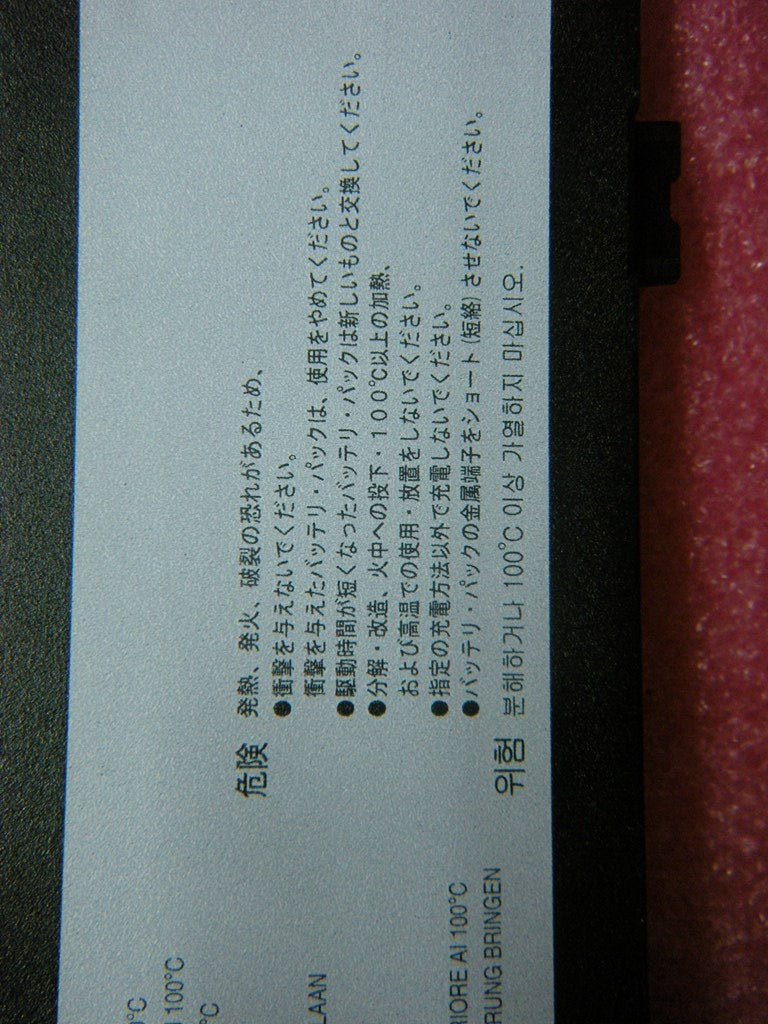 危険 発熱、発火、破裂の恐れがあるため、
●衝撃を与えないでください。
衝撃を与えたバッテリ・パックは、使用をやめてください。
●駆動時間が短くなったバッテリ・パックは新しいものと交換してください。
●分解・改造、火中への投下・100℃以上の加熱、
および高温での使用・放置をしないでください。
●指定の充電方法以外で充電しないでください。
●バッテリ・パックの金属端子をショート(短絡)させないでください。
위험 분해하거나 100℃ 이상 가열하지 마십시오.
°C
100°C
°C
LAAN
RIORE AI 100°C
RUNG BRINGEN